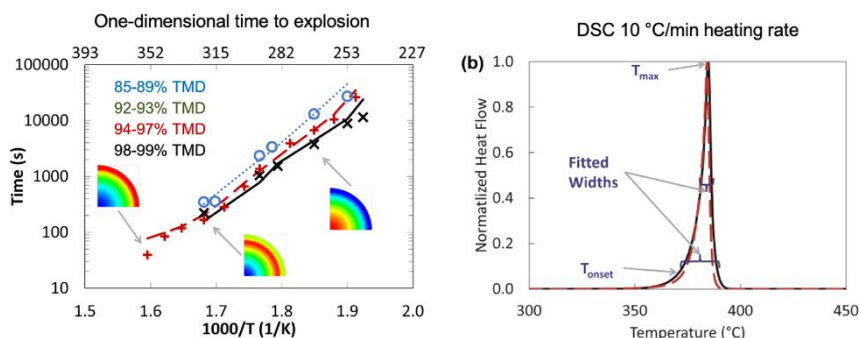 One-dimensional time to explosion
393 352 315 282 253 227
100000
10000
1000
100
10
Time (s)
85-89% TMD
92-93% TMD
94-97% TMD
98-99% TMD
1.5 1.6 1.7 1.8 1.9 2.0
1000/T (1/K)
DSC 10 °C/min heating rate
(b)
1.0
0.8
0.6
0.4
0.2
0.0
Normatlized Heat Flow
Tmax
Fitted
Widths
Tonset
300 350 400 450
Temperature (°C)